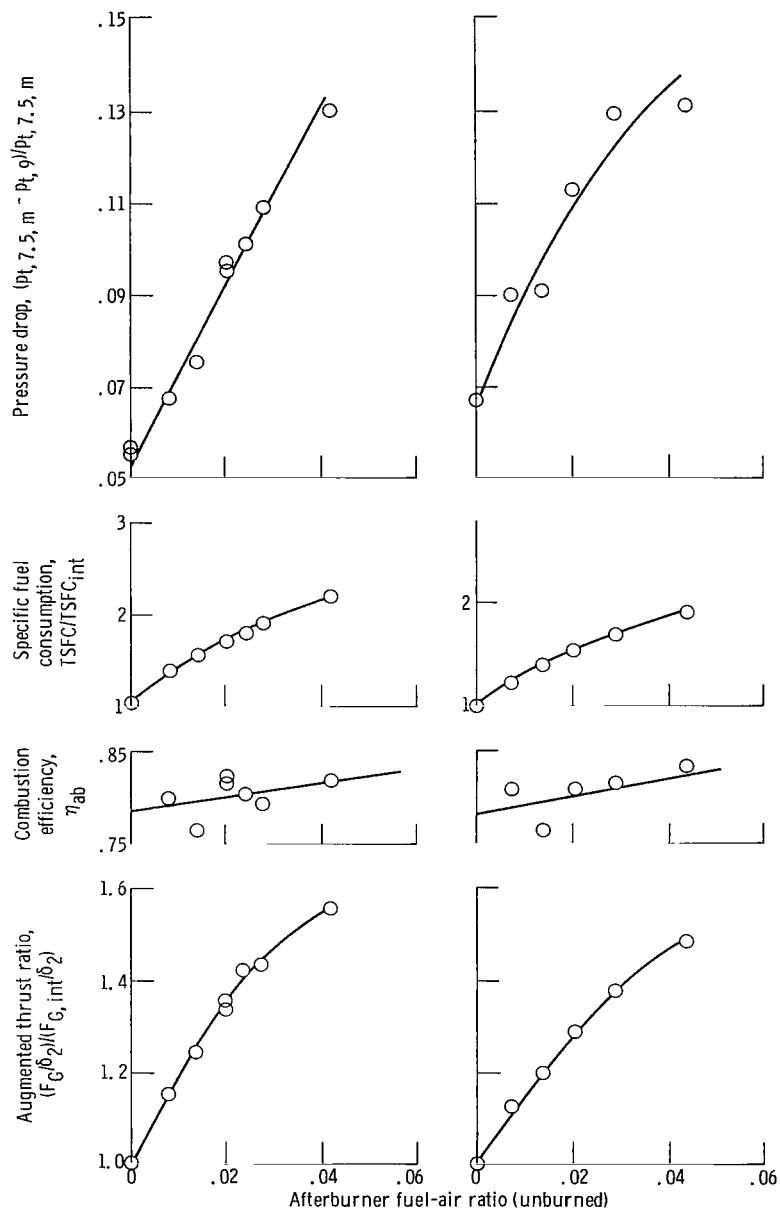 .15
.13
.11
.09
.07
.05
Pressure drop, (pt, 7.5, m - pt, 9)/pt, 7.5, m
3
2
1
Specific fuel
consumption,
TSFC/TSFCint
2
1
.85
.75
Combustion
efficiency,
ηab
1.6
1.4
1.2
1.0
Augmented thrust ratio,
(FG/δ2)/(FG, int/δ2)
0 .02 .04 .06 0 .02 .04 .06
Afterburner fuel-air ratio (unburned)